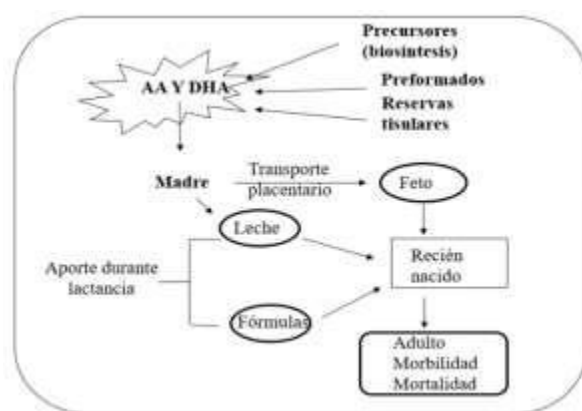 Precursores
(biosíntesis)
AA Y DHA
Preformados
Reservas
tisulares
Madre
Transporte
placentario
Feto
Leche
Aporte durante
lactancia
Recién
nacido
Fórmulas
Adulto
Morbilidad
Mortalidad